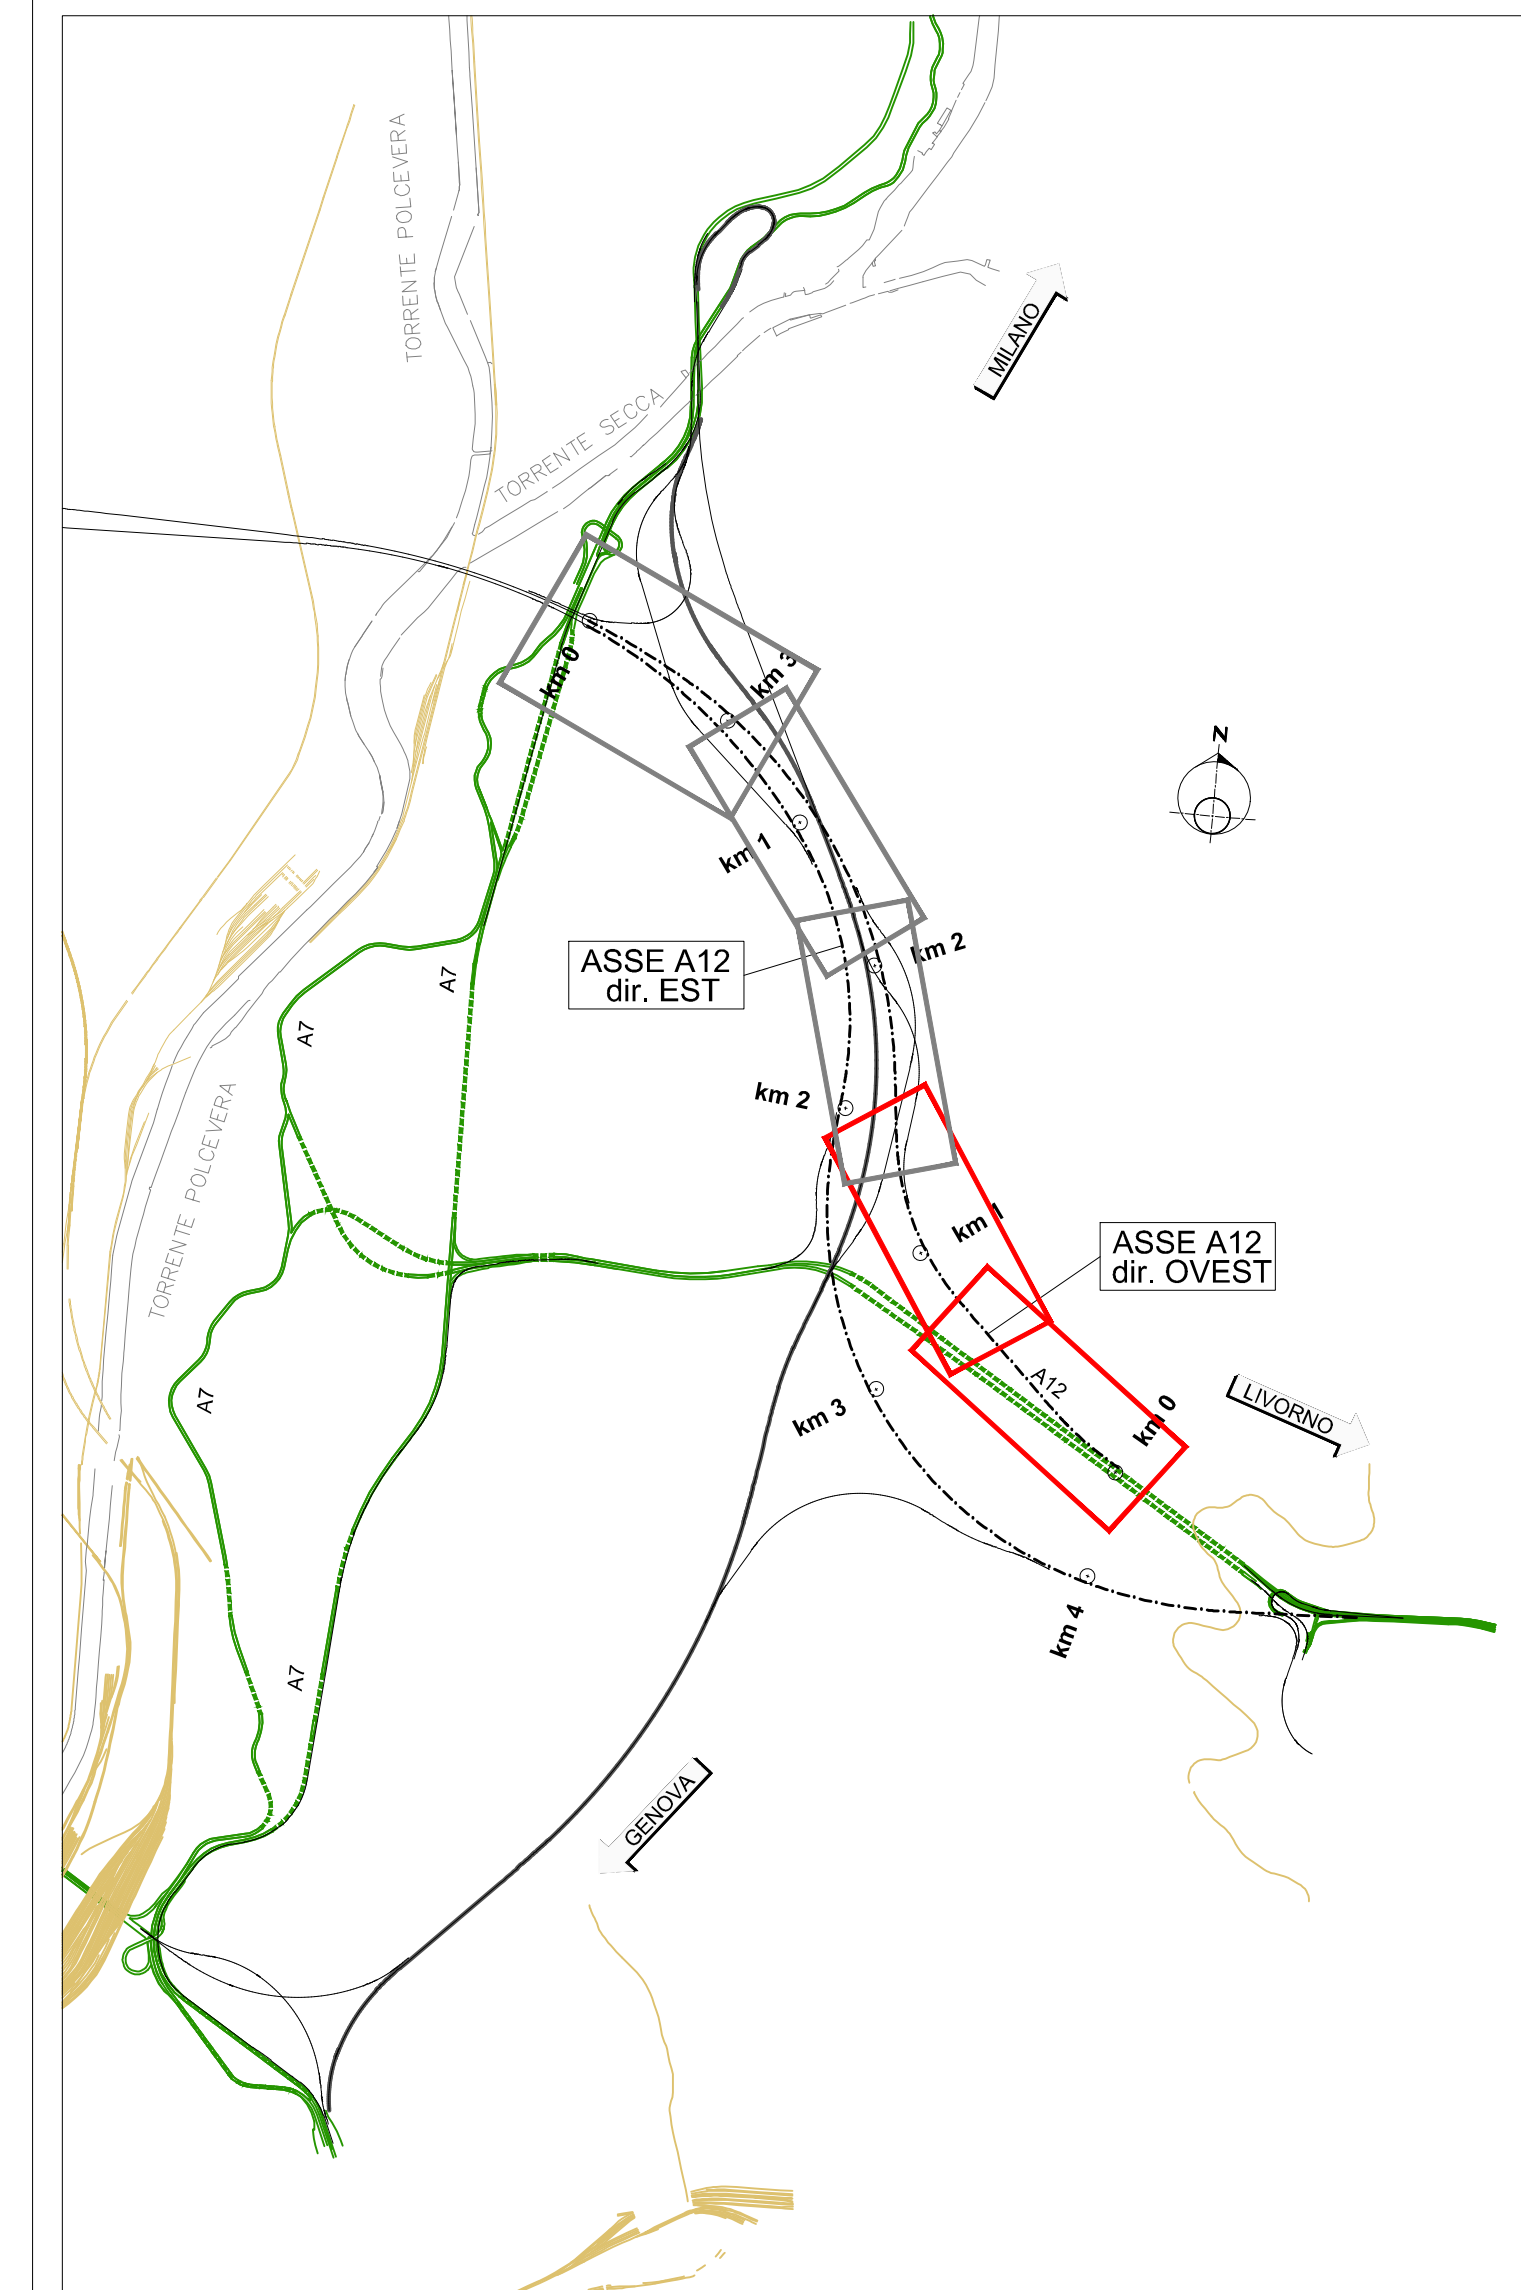 TORRENTE POLCEVERA
MILANO
TORRENTE SECCA
km 0
km 3
N
km 1
ASSE A12
dir. EST
km 2
A7
A7
km 2
TORRENTE POLCEVERA
km 1
ASSE A12
dir. OVEST
A12
A7
km 3
km 0
LIVORNO
km 4
A7
GENOVA